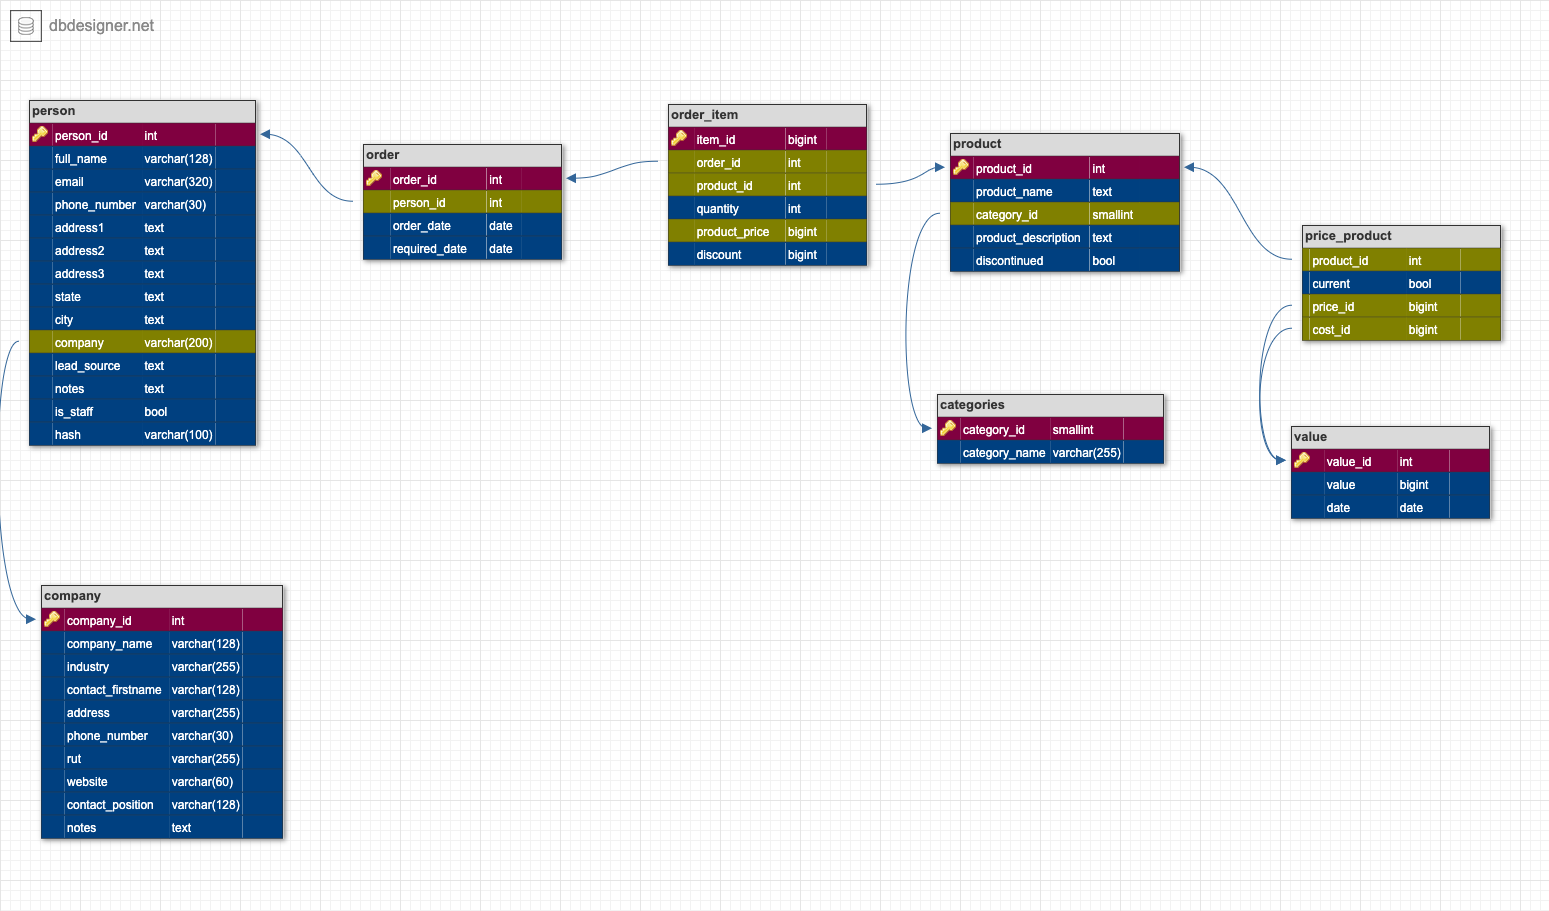 dbdesigner.net
person
person_id int
full_name varchar(128)
email varchar(320)
phone_number varchar(30)
address1 text
address2 text
address3 text
state text
city text
company varchar(200)
lead_source text
notes text
is_staff bool
hash varchar(100)
order
order_id int
person_id int
order_date date
required_date date
order_item
item_id bigint
order_id int
product_id int
quantity int
product_price bigint
discount bigint
product
product_id int
product_name text
category_id smallint
product_description text
discontinued bool
price_product
product_id int
current bool
price_id bigint
cost_id bigint
categories
category_id smallint
category_name varchar(255)
value
value_id int
value bigint
date date
company
company_id int
company_name varchar(128)
industry varchar(255)
contact_firstname varchar(128)
address varchar(255)
phone_number varchar(30)
rut varchar(255)
website varchar(60)
contact_position varchar(128)
notes text